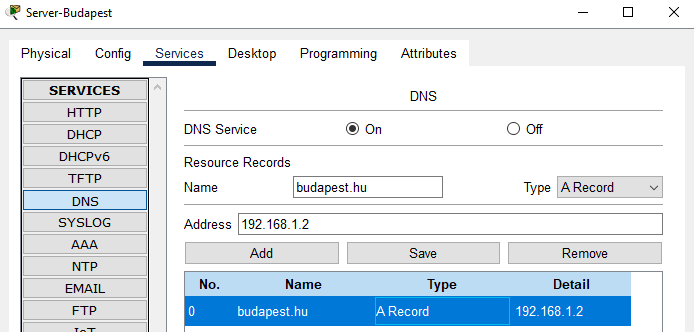 Server-Budapest
Physical Config Services Desktop Programming Attributes
SERVICES
HTTP
DHCP
DHCPv6
TFTP
DNS
SYSLOG
AAA
NTP
EMAIL
FTP
IoT
DNS
DNS Service On Off
Resource Records
Name budapest.hu Type A Record
Address 192.168.1.2
Add Save Remove
No. Name Type Detail
0 budapest.hu A Record 192.168.1.2